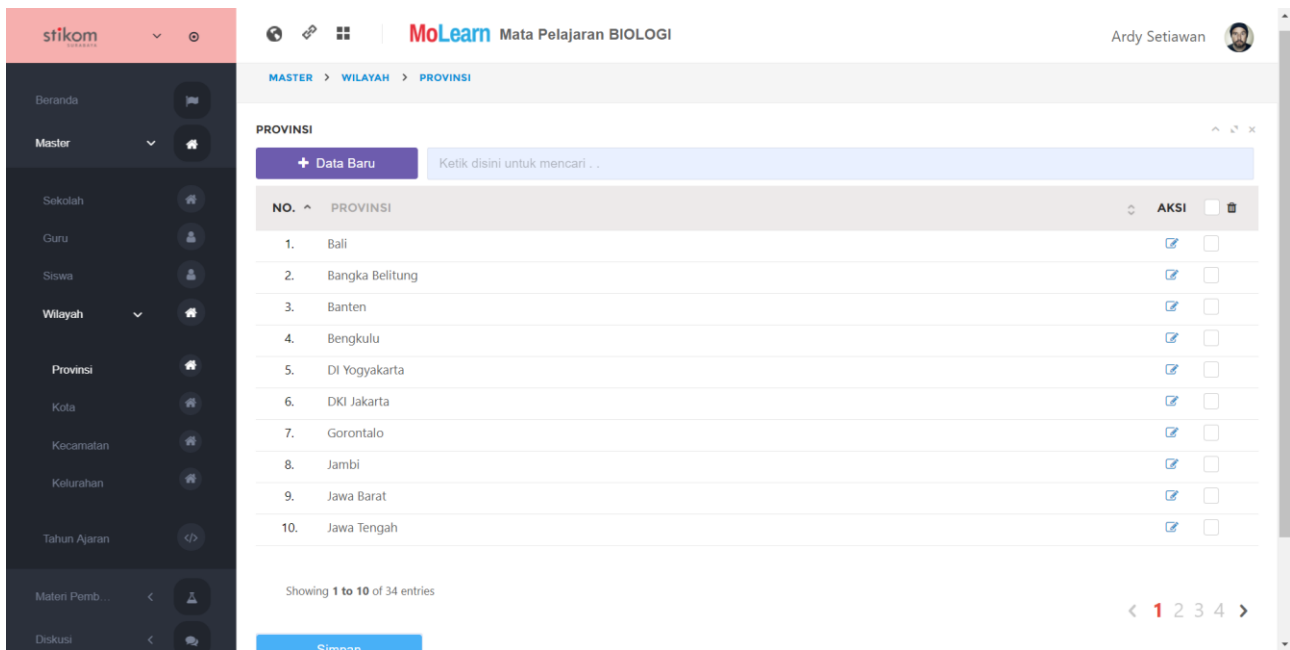 stikom
SURABAYA
MoLearn Mata Pelajaran BIOLOGI
Ardy Setiawan
Beranda
Master
Sekolah
Guru
Siswa
Wilayah
Provinsi
Kota
Kecamatan
Kelurahan
Tahun Ajaran
Materi Pemb...
Diskusi
MASTER > WILAYAH > PROVINSI
PROVINSI
+ Data Baru
Ketik disini untuk mencari . .
NO. PROVINSI AKSI
1. Bali
2. Bangka Belitung
3. Banten
4. Bengkulu
5. DI Yogyakarta
6. DKI Jakarta
7. Gorontalo
8. Jambi
9. Jawa Barat
10. Jawa Tengah
Showing 1 to 10 of 34 entries
< 1 2 3 4 >
Simpan